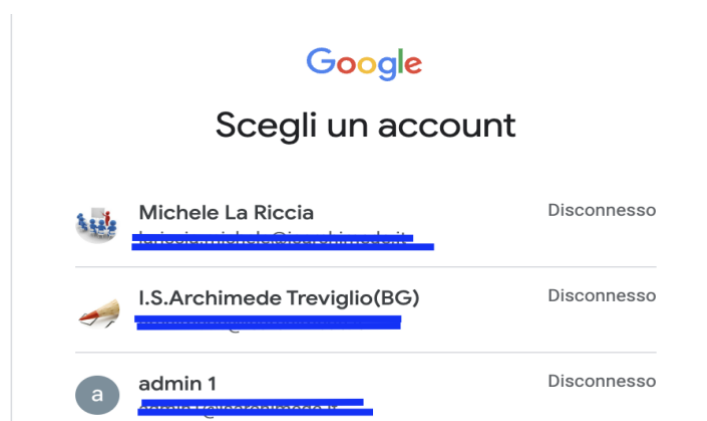 Google
Scegli un account
Michele La Riccia
Disconnesso
I.S.Archimede Treviglio(BG)
Disconnesso
a
admin 1
Disconnesso